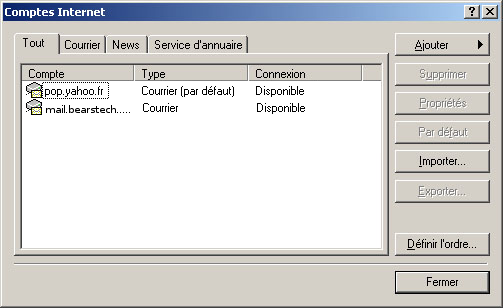 Comptes Internet
Tout Courrier News Service d'annuaire
Compte Type Connexion
pop.yahoo.fr Courrier (par défaut) Disponible
mail.bearstech..... Courrier Disponible
Ajouter
Supprimer
Propriétés
Par défaut
Importer...
Exporter...
Définir l'ordre...
Fermer